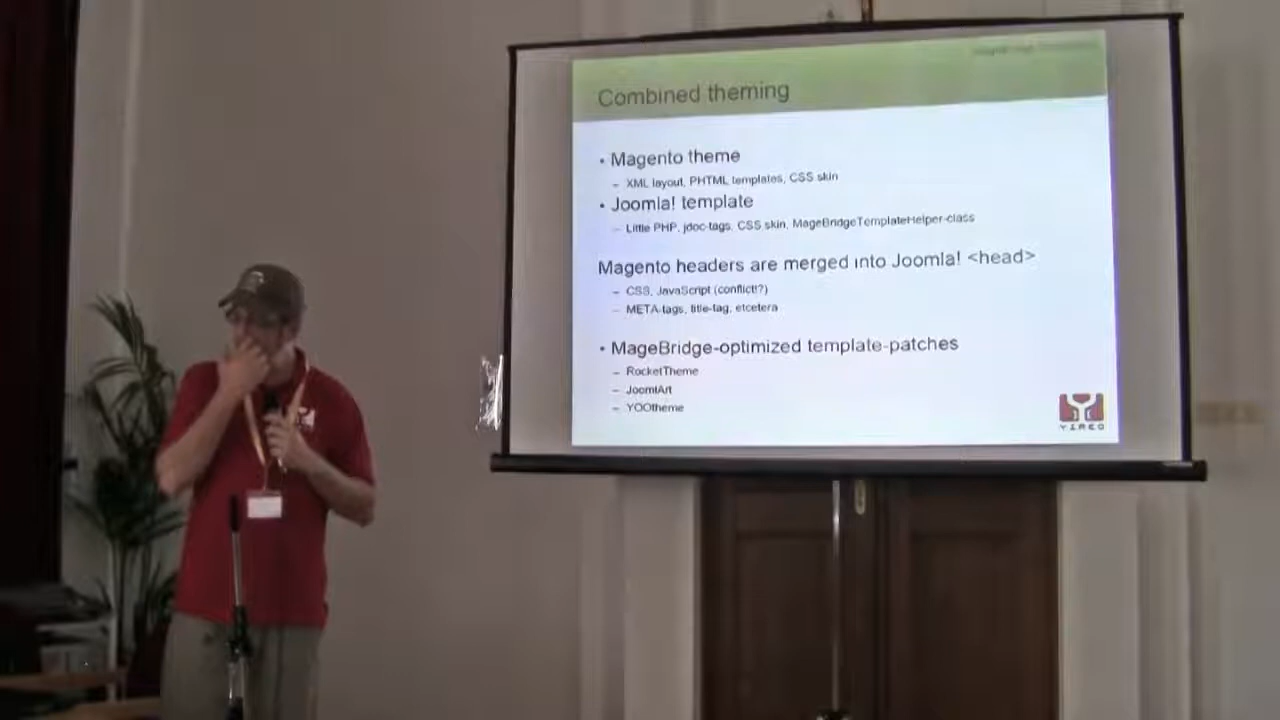 Combined theming
• Magento theme
– XML layout, PHTML templates, CSS skin
• Joomla! template
– Little PHP, jdoc-tags, CSS skin, MageBridgeTemplateHelper-class
Magento headers are merged into Joomla! <head>
– CSS, JavaScript (conflict!?)
– META-tags, title-tag, etcetera
• MageBridge-optimized template-patches
– RocketTheme
– JoomlArt
– YOOtheme
YIREO